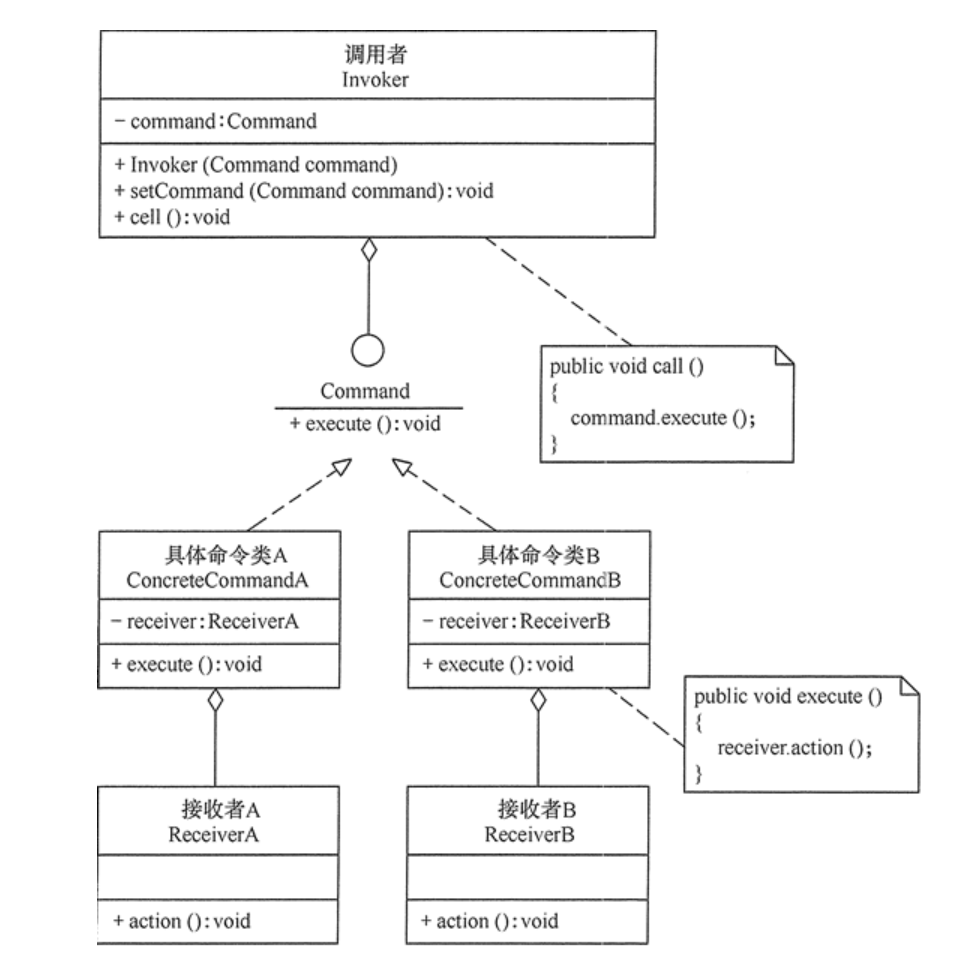 调用者
Invoker
− command:Command
+ Invoker (Command command)
+ setCommand (Command command):void
+ cell ():void
public void call ()
{
command.execute ();
}
Command
+ execute ():void
具体命令类A
ConcreteCommandA
− receiver:ReceiverA
+ execute ():void
具体命令类B
ConcreteCommandB
− receiver:ReceiverB
+ execute ():void
public void execute ()
{
receiver.action ();
}
接收者A
ReceiverA
+ action ():void
接收者B
ReceiverB
+ action ():void